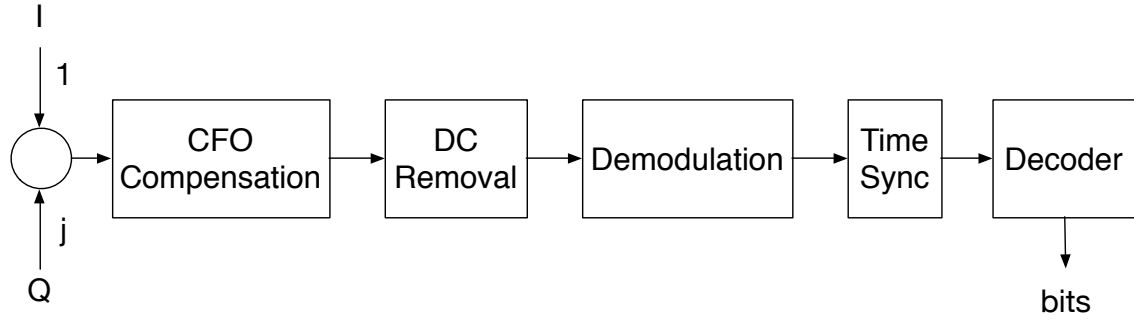 I
1
CFO
Compensation
DC
Removal
Demodulation
Time
Sync
Decoder
j
Q
bits